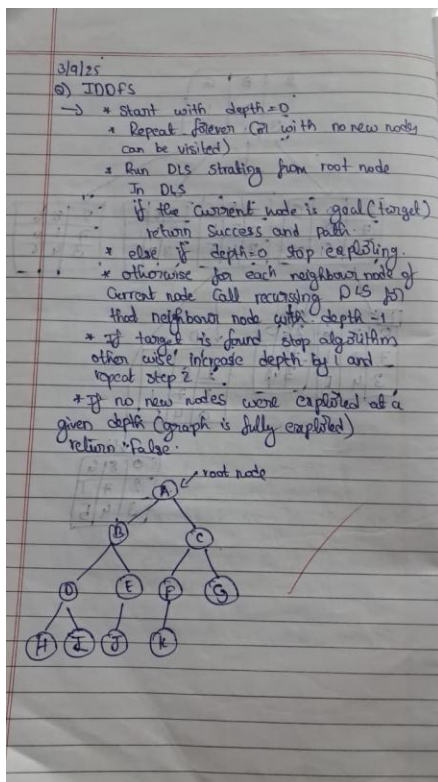 3/9/25
Q) IDDFS
→ * Start with depth=0
* Repeat forever (or with no new nodes
can be visited)
* Run DLS strating from root node
In DLS
if the current node is goal (target)
return success and path.
* else if depth=0 stop exploring.
* otherwise for each neighbour node of
current node call recursing DLS for
that neighbour node with depth -1
* If target is found stop algorithm
other wise increase depth by 1 and
repeat step 2
* If no new nodes were explored at a
given depth (graph is fully explored)
return False.
A ← root node
B C
D E F G
H I J K